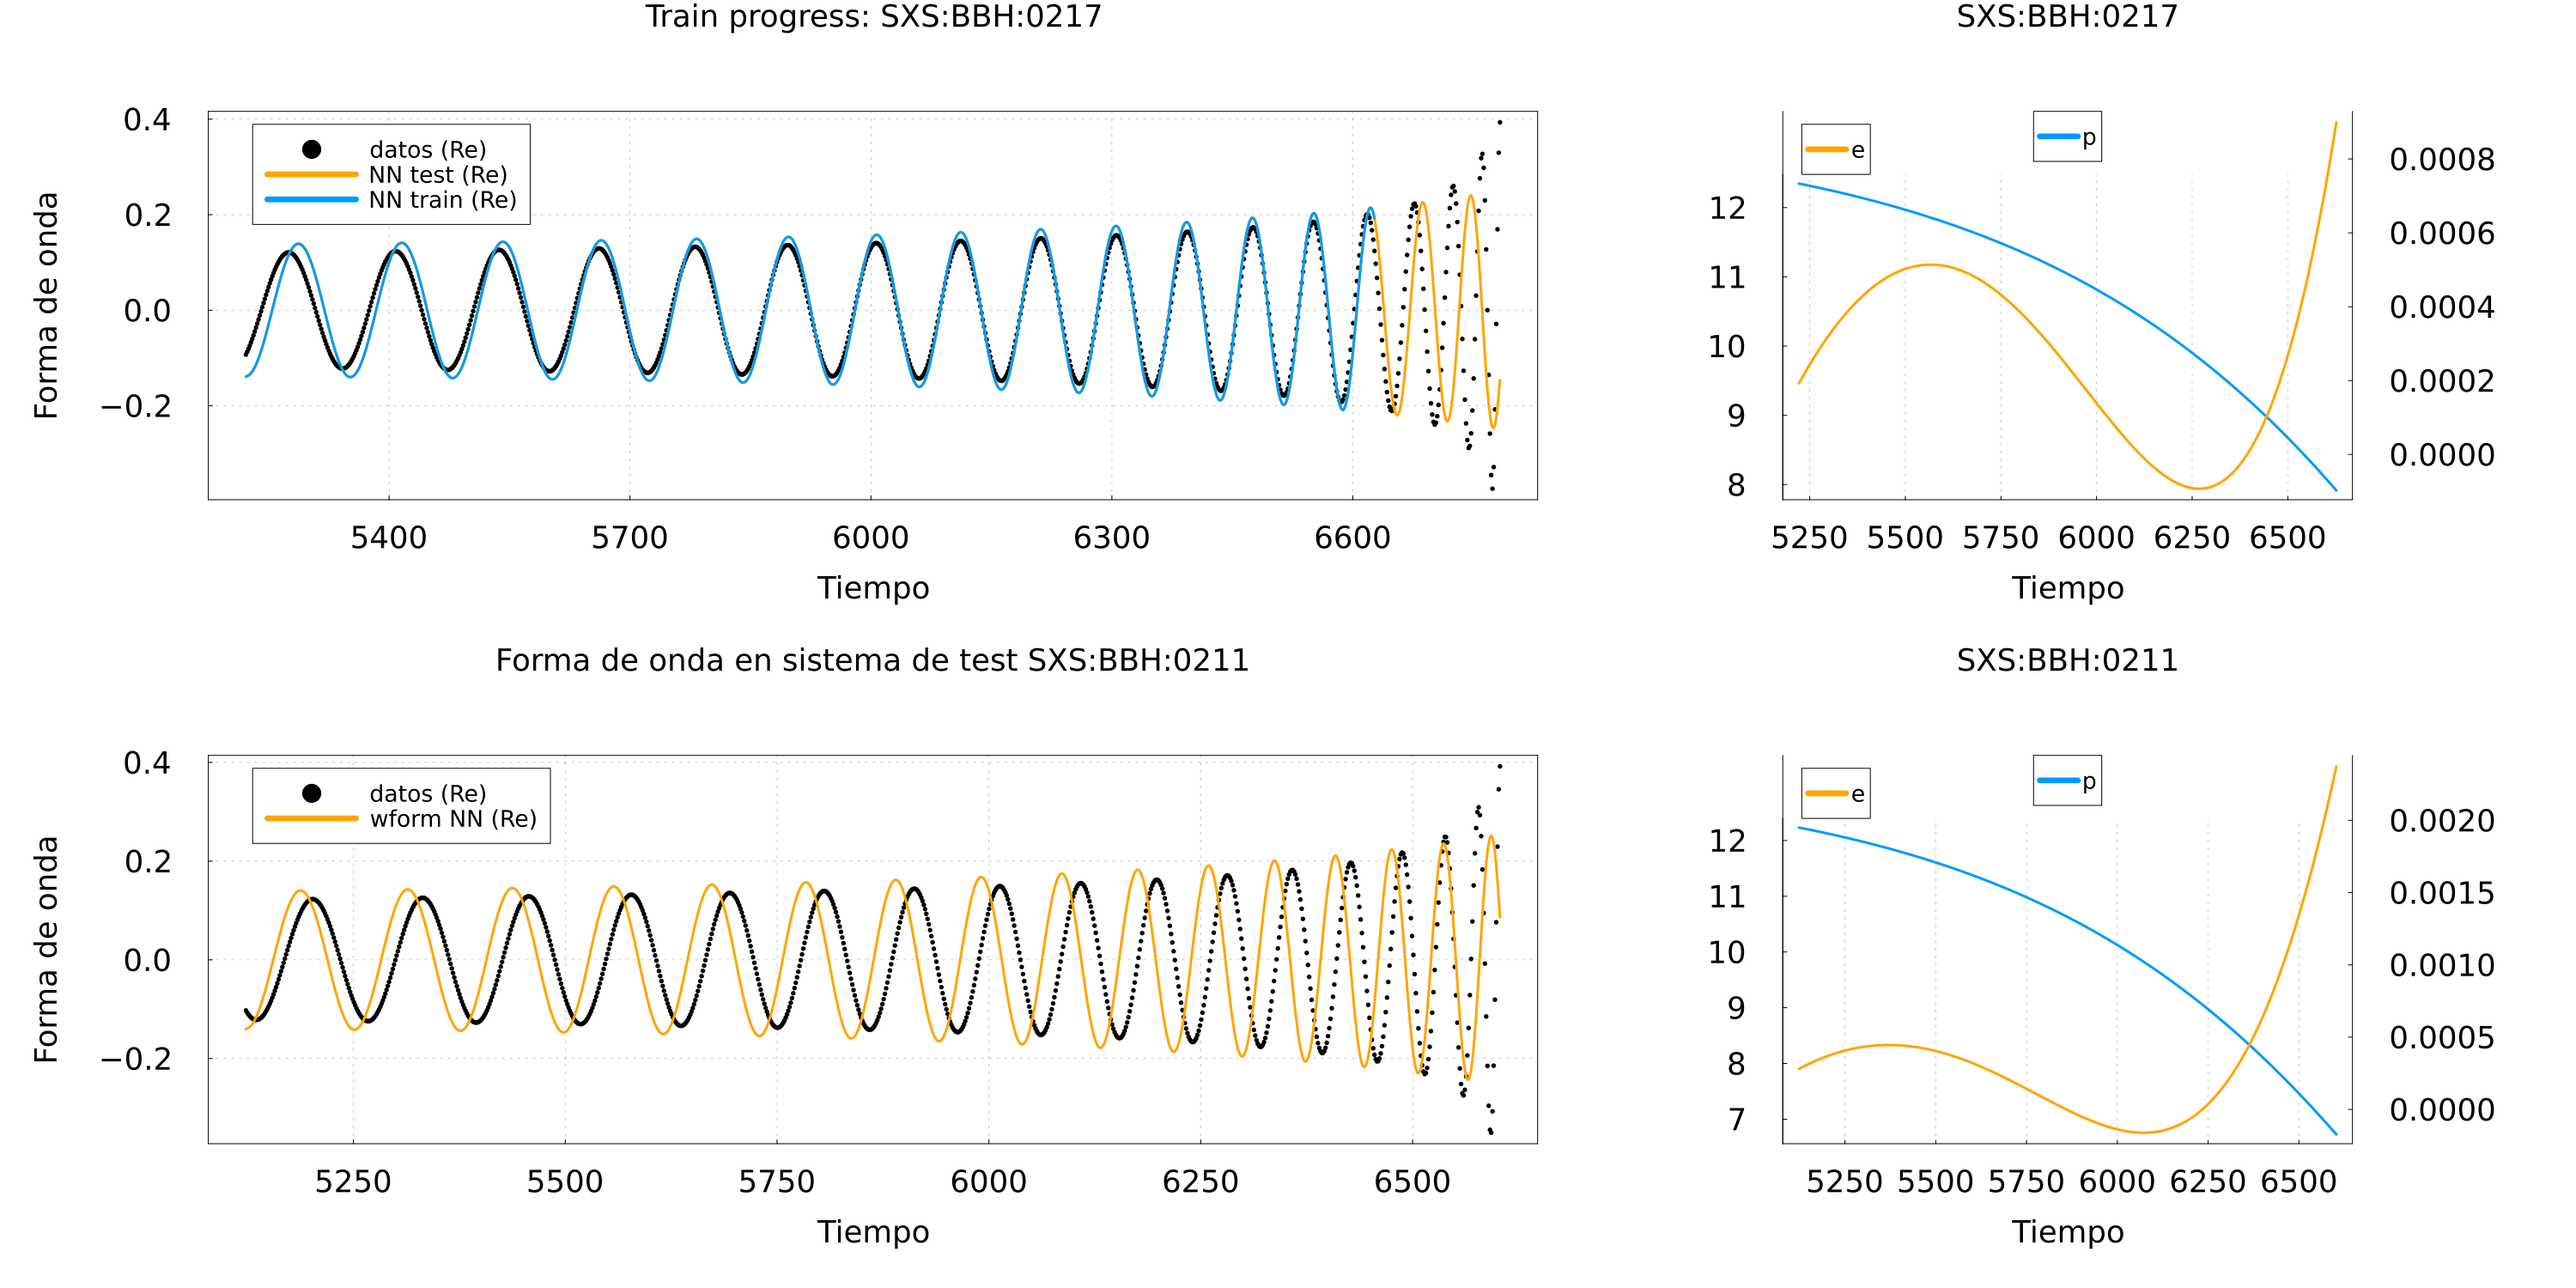 Train progress: SXS:BBH:0217
datos (Re)
NN test (Re)
NN train (Re)
Forma de onda
0.4
0.2
0.0
−0.2
5400 5700 6000 6300 6600
Tiempo
SXS:BBH:0217
e
p
12
11
10
9
8
0.0008
0.0006
0.0004
0.0002
0.0000
5250 5500 5750 6000 6250 6500
Tiempo
Forma de onda en sistema de test SXS:BBH:0211
datos (Re)
wform NN (Re)
Forma de onda
0.4
0.2
0.0
−0.2
5250 5500 5750 6000 6250 6500
Tiempo
SXS:BBH:0211
e
p
12
11
10
9
8
7
0.0020
0.0015
0.0010
0.0005
0.0000
5250 5500 5750 6000 6250 6500
Tiempo